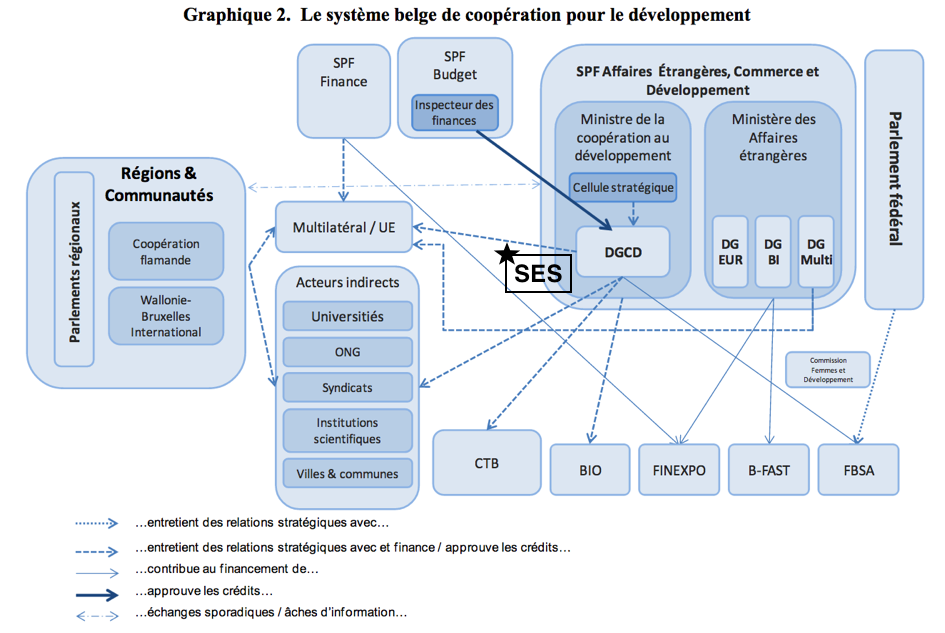 Graphique 2. Le système belge de coopération pour le développement
SPF
Finance
SPF
Budget
Inspecteur des
finances
SPF Affaires Étrangères, Commerce et
Développement
Ministre de la
coopération au
développement
Cellule stratégique
DGCD
Ministère des
Affaires
étrangères
DG
EUR
DG
BI
DG
Multi
Parlement fédéral
Régions &
Communautés
Parlements régionaux
Coopération
flamande
Wallonie-
Bruxelles
International
Multilatéral / UE
SES
Acteurs indirects
Universitiés
ONG
Syndicats
Institutions
scientifiques
Villes & communes
Commission
Femmes et
Développement
CTB
BIO
FINEXPO
B-FAST
FBSA
...entretient des relations stratégiques avec...
...entretient des relations stratégiques avec et finance / approuve les crédits...
...contribue au financement de...
...approuve les crédits...
...échanges sporadiques / âches d'information...